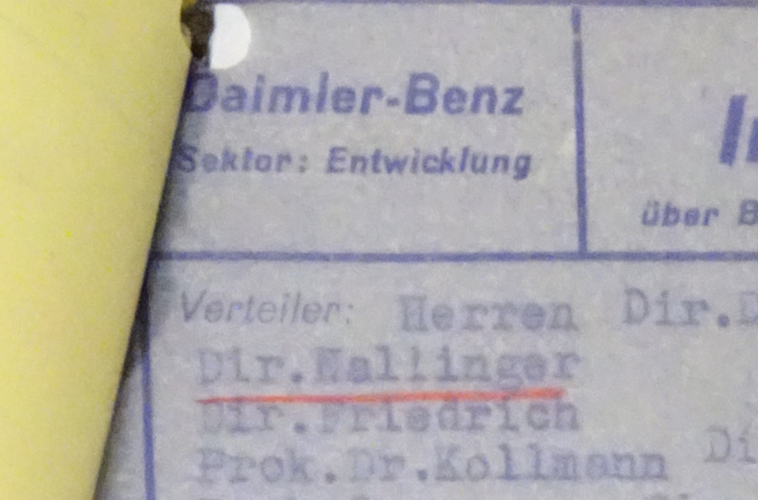 Daimler-Benz
Sektor: Entwicklung
über
Verteiler: Herren Dir.
Dir.Nallinger
Dir.Friedrich
Prok.Dr.Kollmann